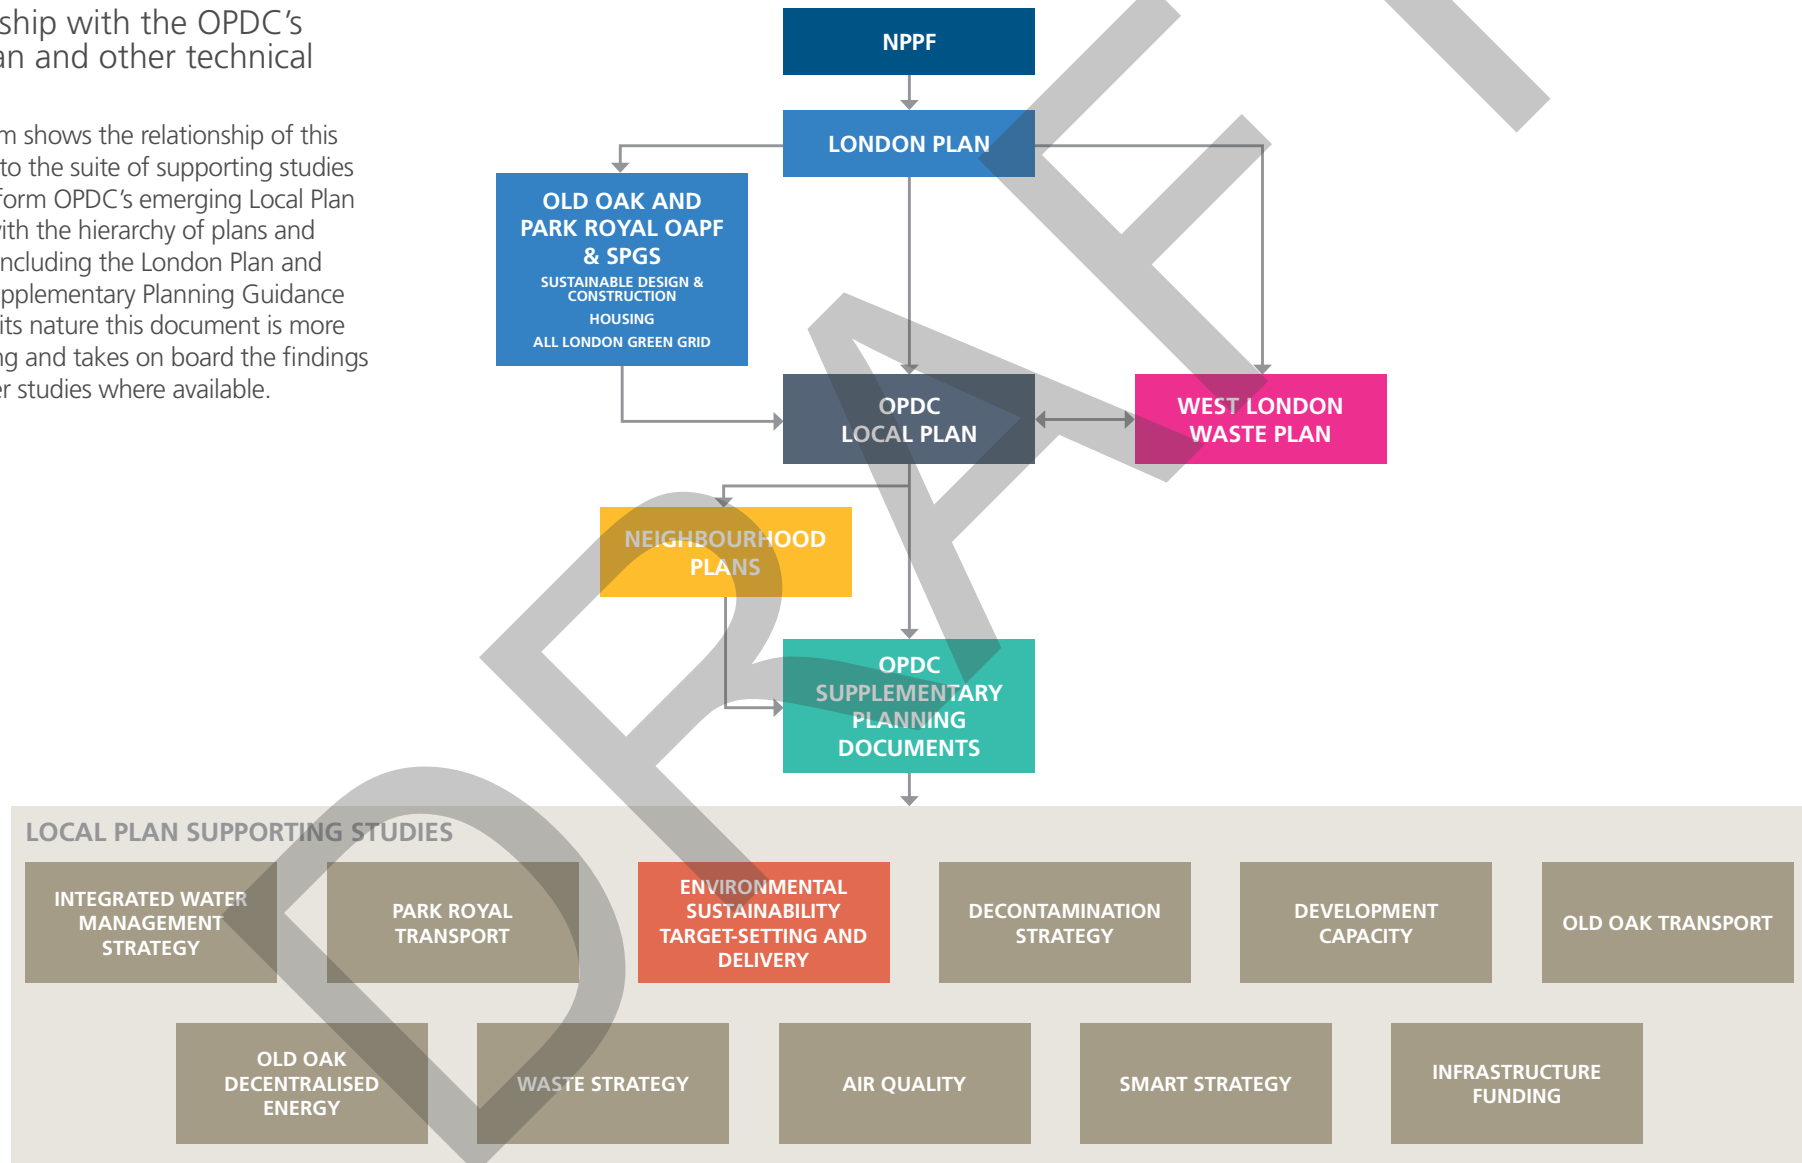 ship with the OPDC's
an and other technical
m shows the relationship of this
to the suite of supporting studies
form OPDC's emerging Local Plan
with the hierarchy of plans and
including the London Plan and
upplementary Planning Guidance
its nature this document is more
ng and takes on board the findings
er studies where available.
NPPF
LONDON PLAN
OLD OAK AND
PARK ROYAL OAPF
& SPGS
SUSTAINABLE DESIGN &
CONSTRUCTION
HOUSING
ALL LONDON GREEN GRID
OPDC
LOCAL PLAN
WEST LONDON
WASTE PLAN
NEIGHBOURHOOD
PLANS
OPDC
SUPPLEMENTARY
PLANNING
DOCUMENTS
LOCAL PLAN SUPPORTING STUDIES
INTEGRATED WATER
MANAGEMENT
STRATEGY
PARK ROYAL
TRANSPORT
ENVIRONMENTAL
SUSTAINABILITY
TARGET-SETTING AND
DELIVERY
DECONTAMINATION
STRATEGY
DEVELOPMENT
CAPACITY
OLD OAK TRANSPORT
OLD OAK
DECENTRALISED
ENERGY
WASTE STRATEGY
AIR QUALITY
SMART STRATEGY
INFRASTRUCTURE
FUNDING
DRAFT